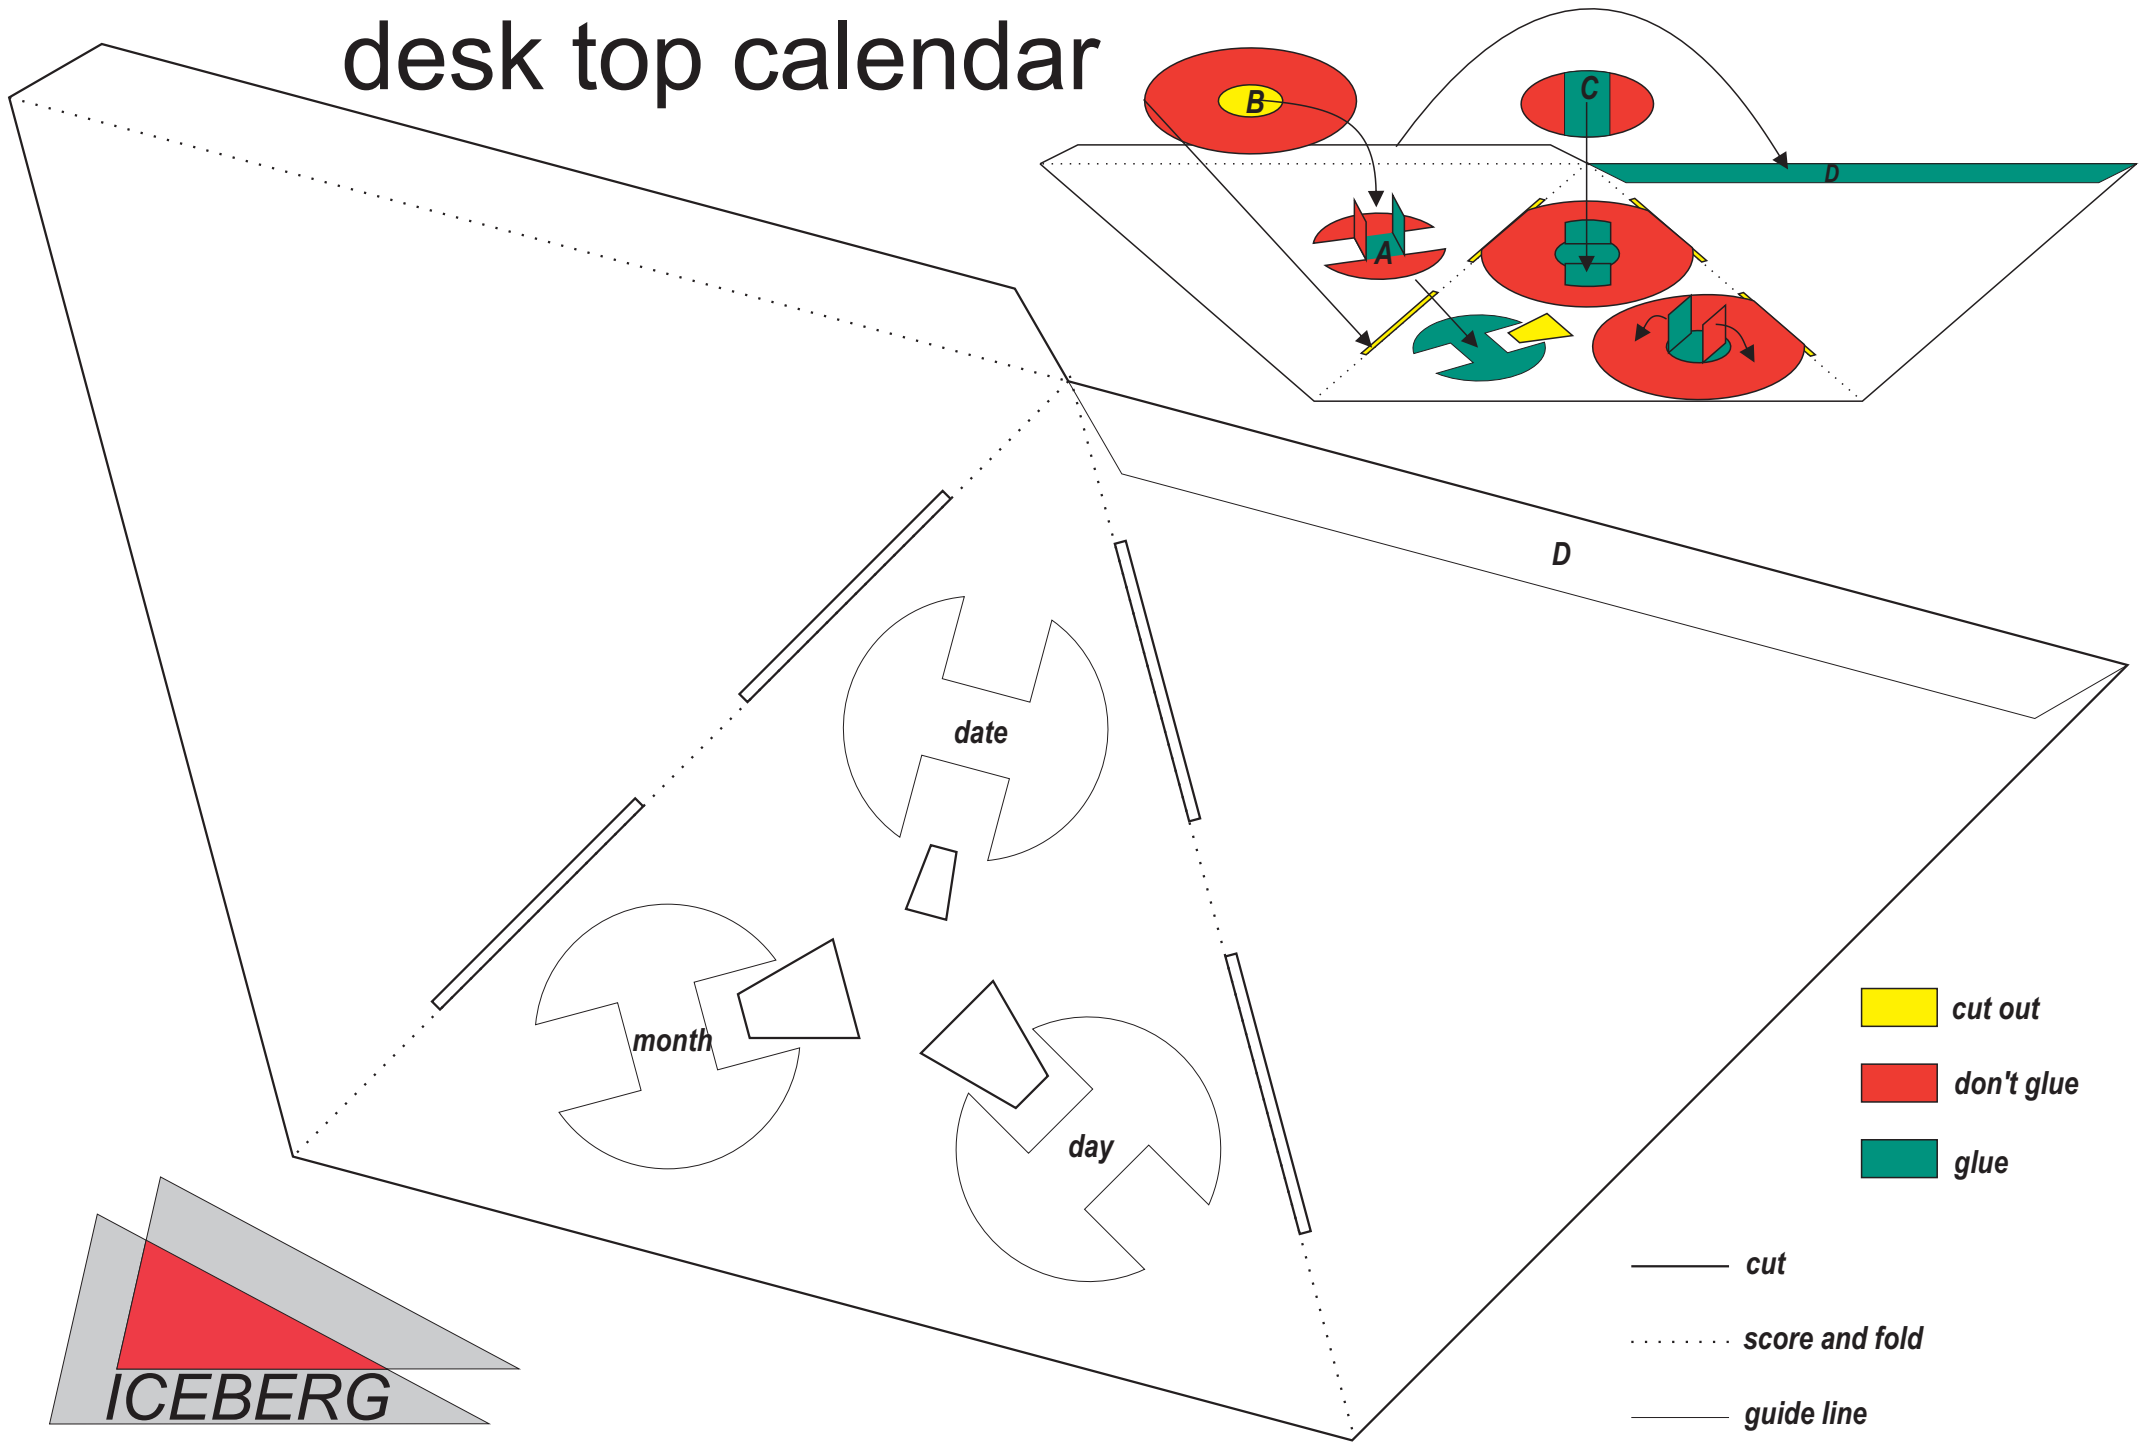 desk top calendar
B
C
D
A
D
date
month
day
cut out
don't glue
glue
cut
score and fold
guide line
ICEBERG